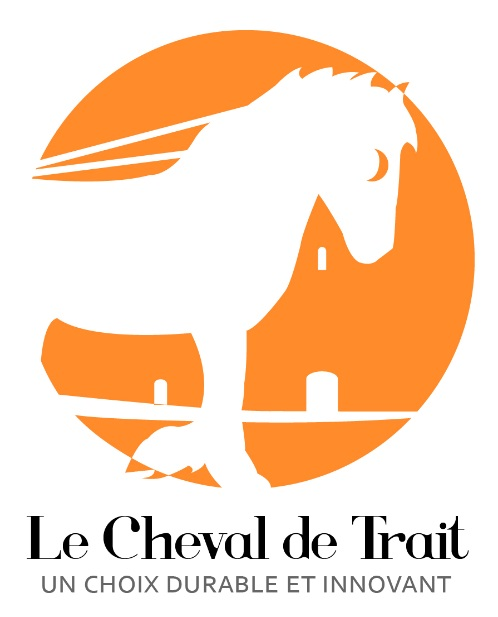 Le Cheval de Trait
UN CHOIX DURABLE ET INNOVANT